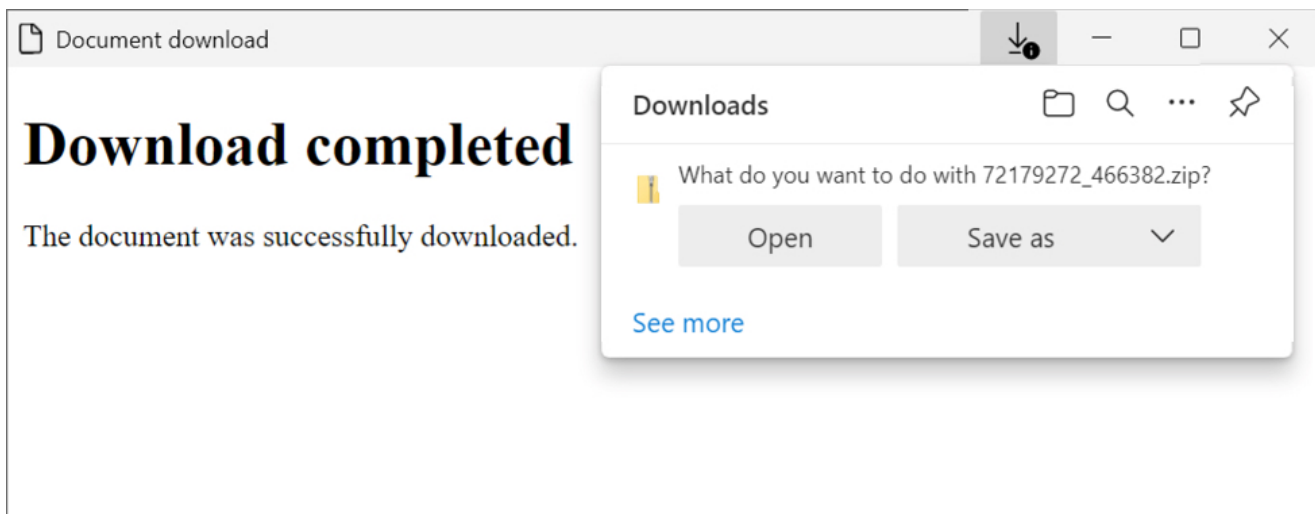 Document download
Download completed
The document was successfully downloaded.
Downloads
What do you want to do with 72179272_466382.zip?
Open
Save as
See more